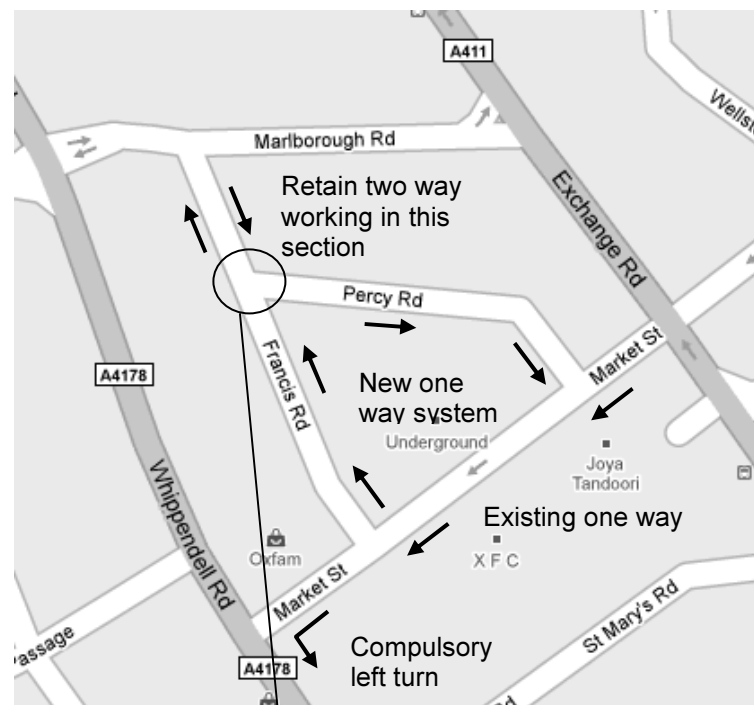 A411
Marlborough Rd
Exchange Rd
Retain two way
working in this
section
Percy Rd
Market St
A4178
Francis Rd
New one
way system
Underground
Joya
Tandoori
Existing one way
X F C
Whippendell Rd
Oxfam
Market St
St Mary's Rd
Passage
Compulsory
left turn
A4178
Rd